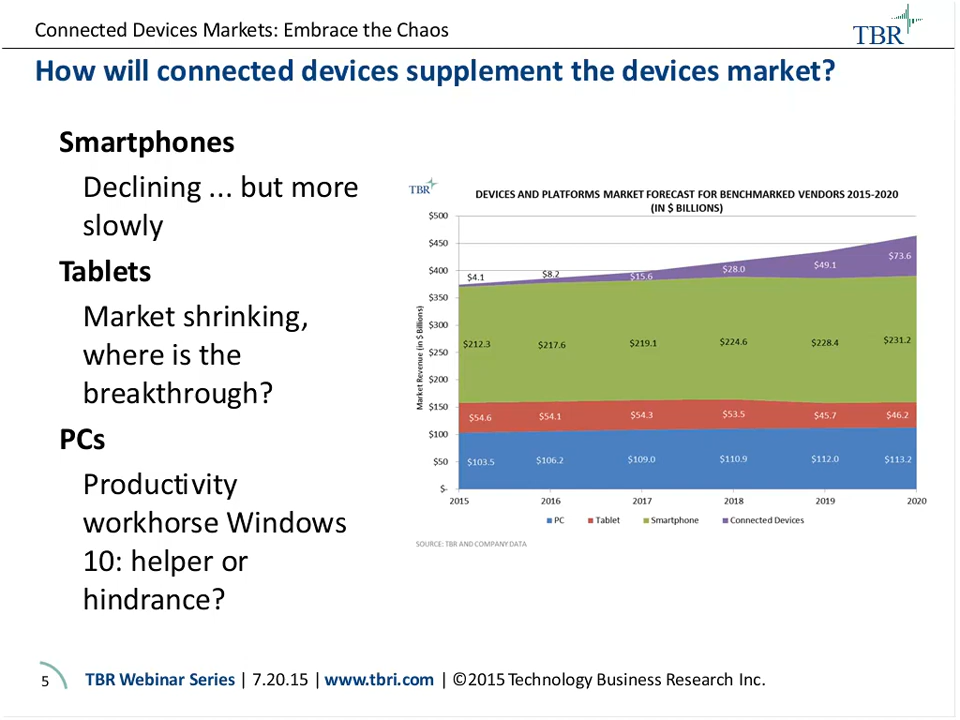 Connected Devices Markets: Embrace the Chaos
TBR
How will connected devices supplement the devices market?
Smartphones
Declining ... but more
slowly
Tablets
Market shrinking,
where is the
breakthrough?
PCs
Productivity
workhorse Windows
10: helper or
hindrance?
TBR
DEVICES AND PLATFORMS MARKET FORECAST FOR BENCHMARKED VENDORS 2015-2020
(IN $ BILLIONS)
Market Revenue (in $ Billions)
$500
$450
$400
$350
$300
$250
$200
$150
$100
$50
$-
$4.1 $8.2 $15.6 $28.0 $49.1 $73.6
$212.3 $217.6 $219.1 $224.6 $228.4 $231.2
$54.6 $54.1 $54.3 $53.5 $45.7 $46.2
$103.5 $106.2 $109.0 $110.9 $112.0 $113.2
2015 2016 2017 2018 2019 2020
PC Tablet Smartphone Connected Devices
SOURCE: TBR AND COMPANY DATA
5 TBR Webinar Series | 7.20.15 | www.tbri.com | ©2015 Technology Business Research Inc.